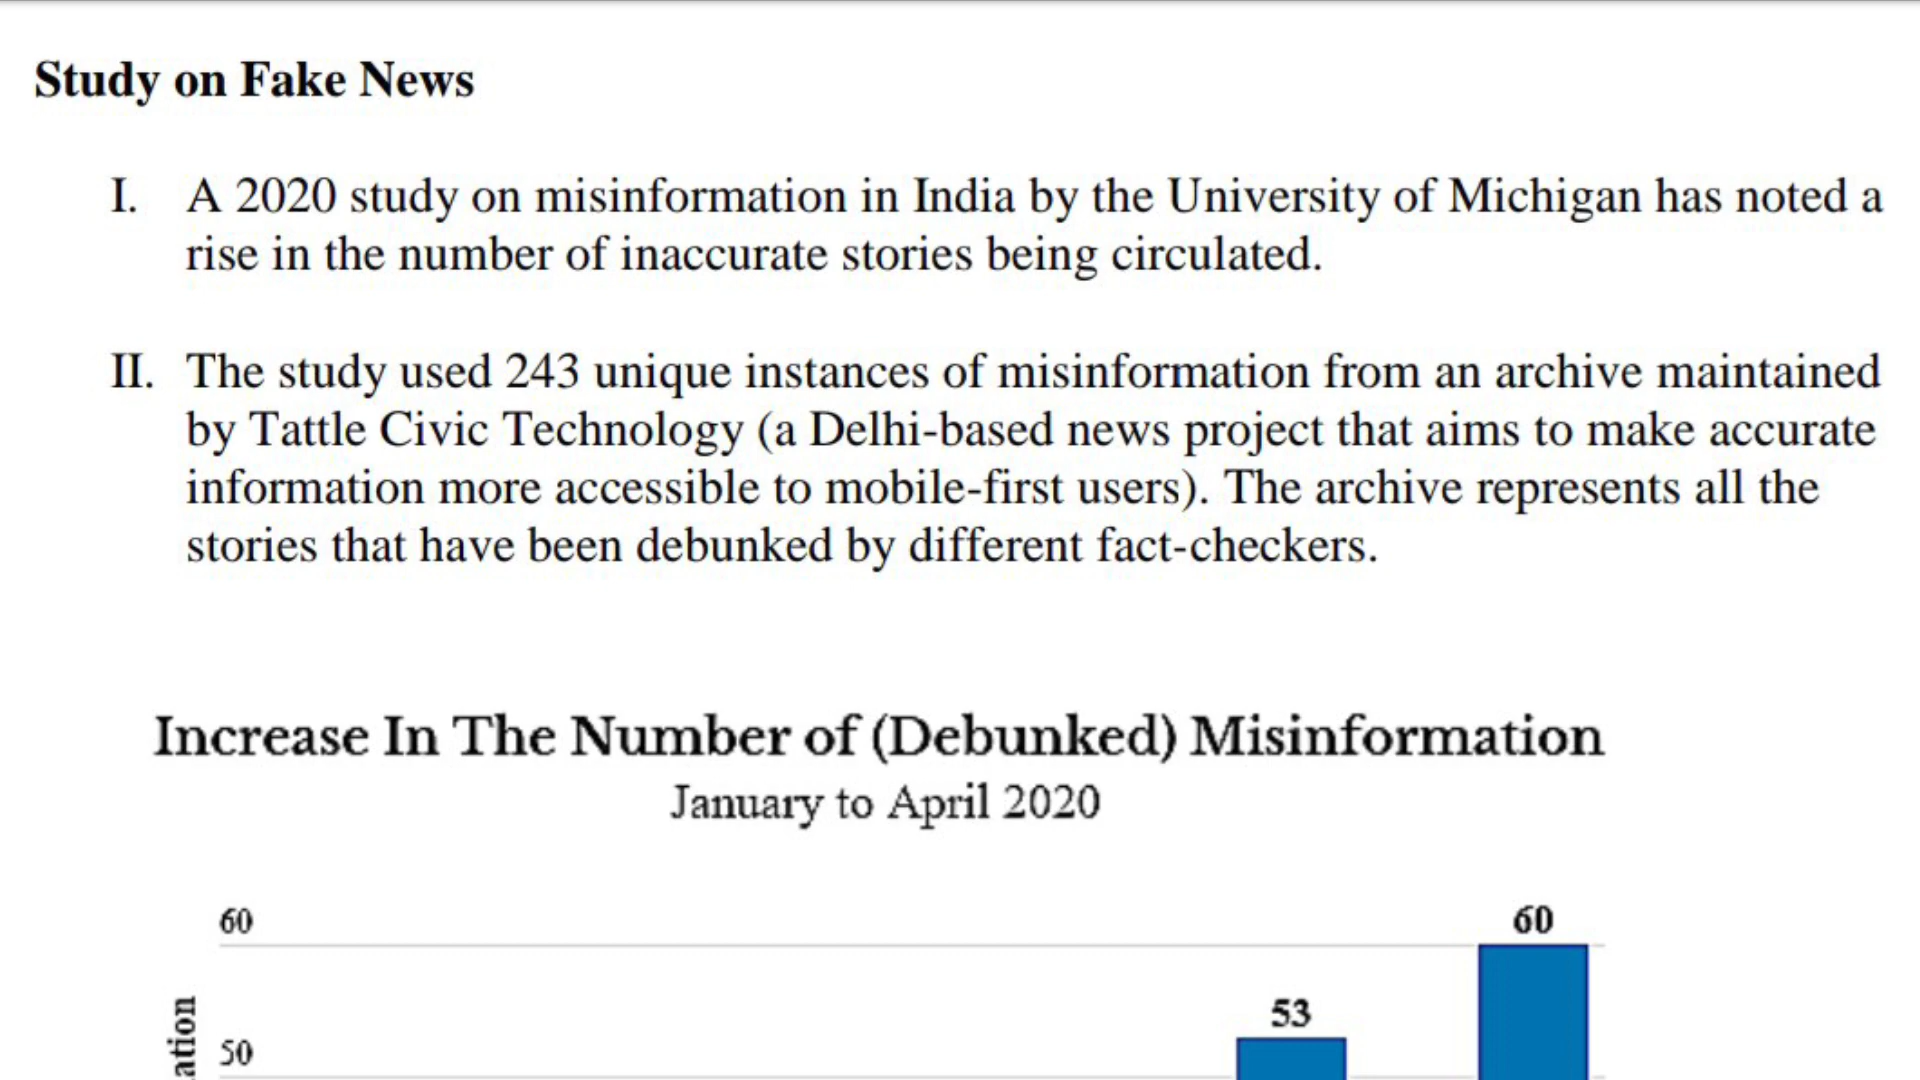 Study on Fake News
I. A 2020 study on misinformation in India by the University of Michigan has noted a
rise in the number of inaccurate stories being circulated.
II. The study used 243 unique instances of misinformation from an archive maintained
by Tattle Civic Technology (a Delhi-based news project that aims to make accurate
information more accessible to mobile-first users). The archive represents all the
stories that have been debunked by different fact-checkers.
Increase In The Number of (Debunked) Misinformation
January to April 2020
60
60
53
50